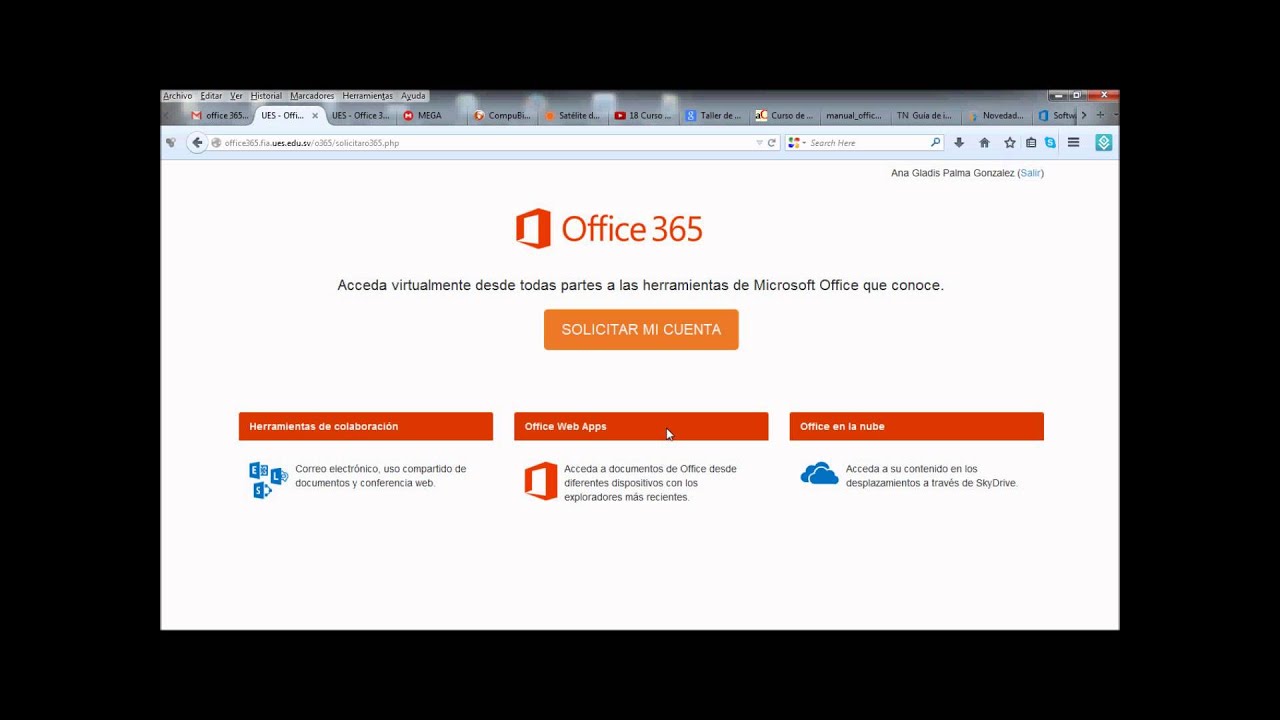 Archivo Editar Ver Historial Marcadores Herramientas Ayuda
office 365... UES - Offi... UES - Office 3... MEGA CompuBi... Satélite d... 18 Curso ... Taller de ... Curso de ... manual_offic... TN Guía de i... Novedad... Softw
office365.fia.ues.edu.sv/o365/solicitaro365.php Search Here
Ana Gladis Palma Gonzalez (Salir)
Office 365
Acceda virtualmente desde todas partes a las herramientas de Microsoft Office que conoce.
SOLICITAR MI CUENTA
Herramientas de colaboración
Office Web Apps
Office en la nube
Correo electrónico, uso compartido de
documentos y conferencia web.
Acceda a documentos de Office desde
diferentes dispositivos con los
exploradores más recientes.
Acceda a su contenido en los
desplazamientos a través de SkyDrive.